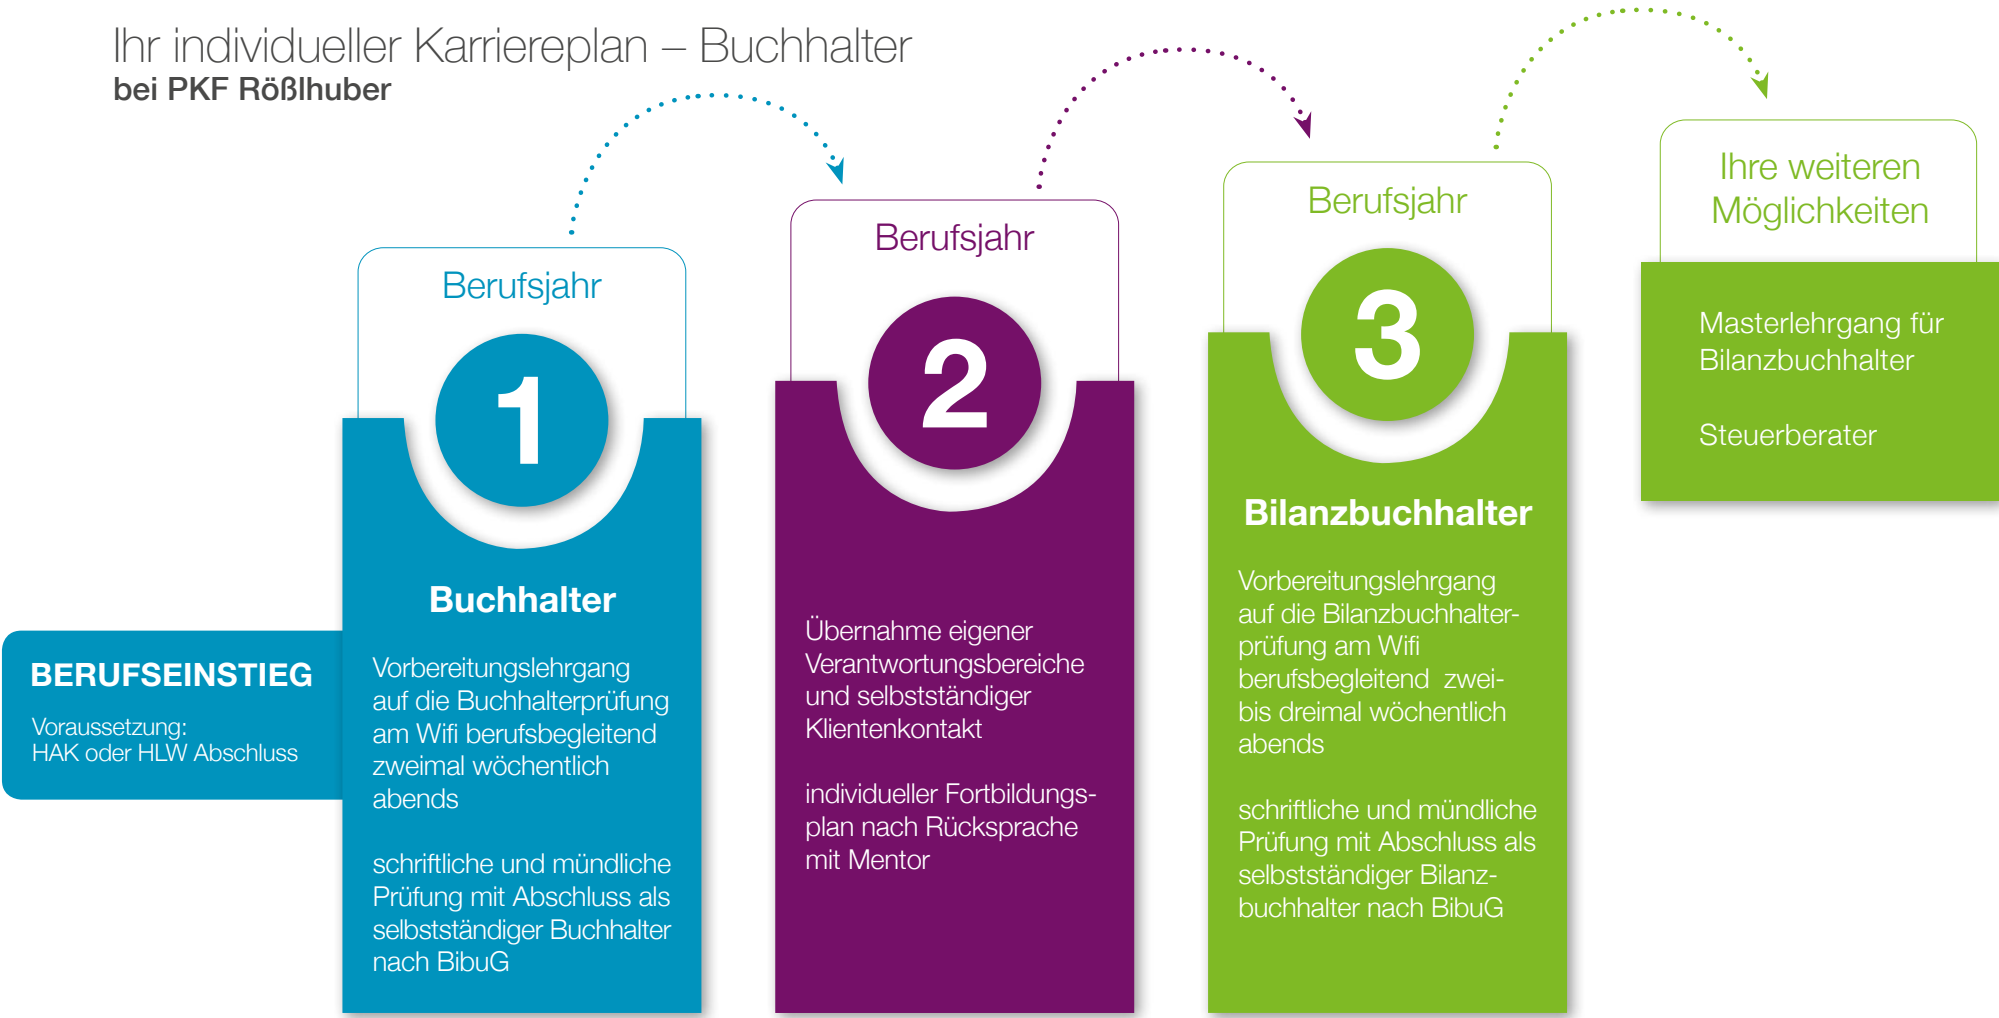 Ihr individueller Karriereplan – Buchhalter
bei PKF Rößlhuber
BERUFSEINSTIEG
Voraussetzung:
HAK oder HLW Abschluss
Berufsjahr
1
Buchhalter
Vorbereitungslehrgang
auf die Buchhalterprüfung
am Wifi berufsbegleitend
zweimal wöchentlich
abends
schriftliche und mündliche
Prüfung mit Abschluss als
selbstständiger Buchhalter
nach BibuG
Berufsjahr
2
Übernahme eigener
Verantwortungsbereiche
und selbstständiger
Klientenkontakt
individueller Fortbildungs-
plan nach Rücksprache
mit Mentor
Berufsjahr
3
Bilanzbuchhalter
Vorbereitungslehrgang
auf die Bilanzbuchhalter-
prüfung am Wifi
berufsbegleitend zwei-
bis dreimal wöchentlich
abends
schriftliche und mündliche
Prüfung mit Abschluss als
selbstständiger Bilanz-
buchhalter nach BibuG
Ihre weiteren
Möglichkeiten
Masterlehrgang für
Bilanzbuchhalter
Steuerberater